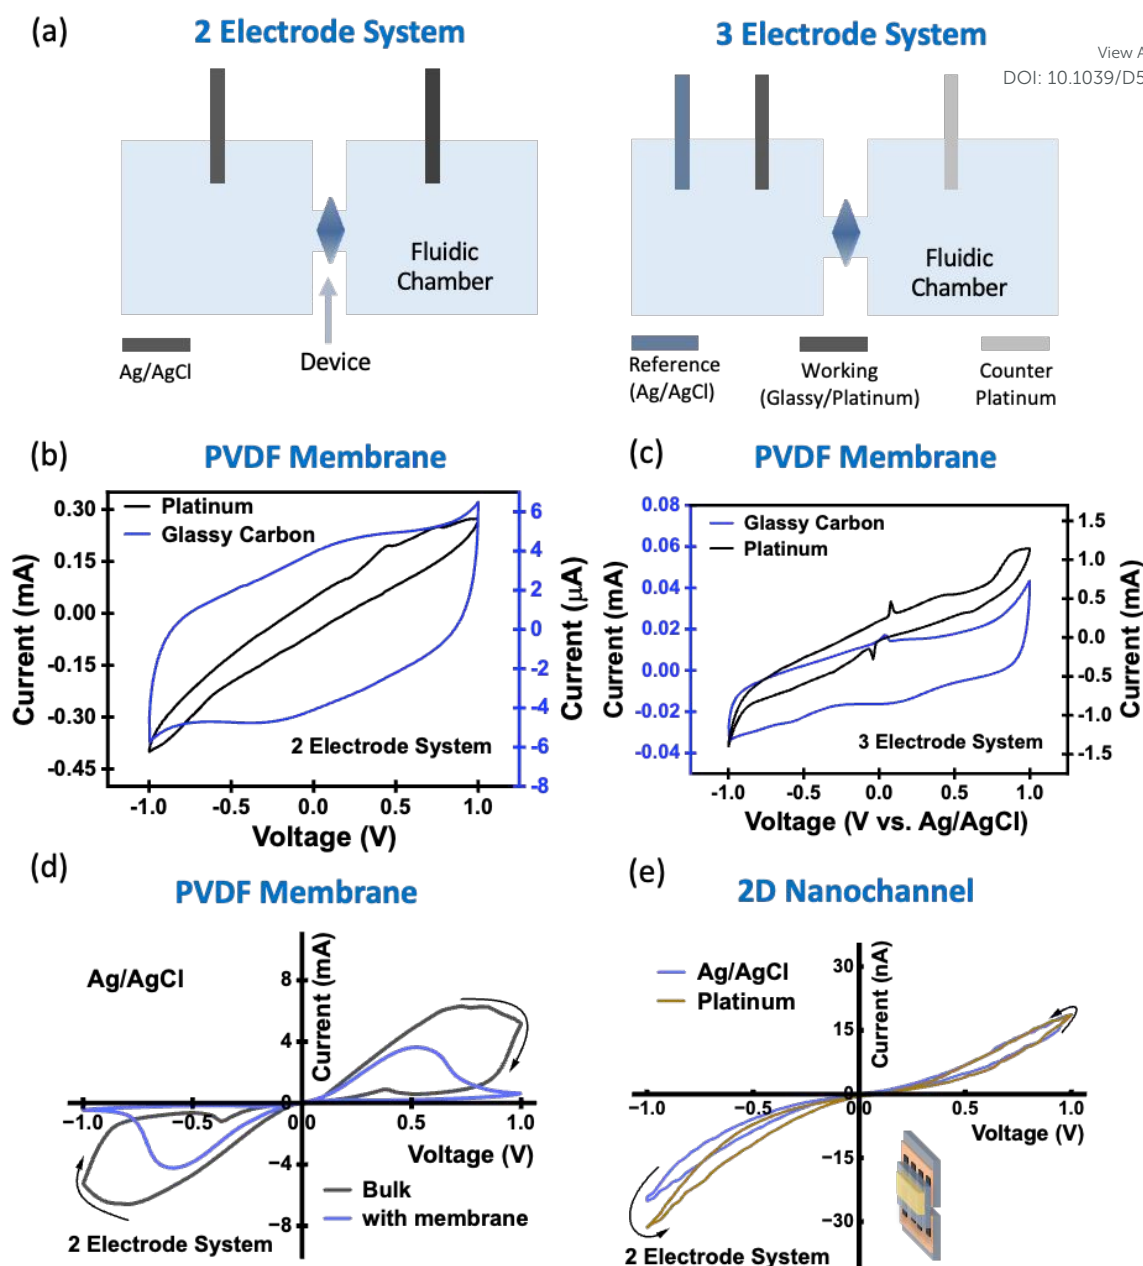 (a)
2 Electrode System
3 Electrode System
View A
DOI: 10.1039/D5
Fluidic
Chamber
Device
Ag/AgCl
Fluidic
Chamber
Reference
(Ag/AgCl)
Working
(Glassy/Platinum)
Counter
Platinum
(b)
PVDF Membrane
Platinum
Glassy Carbon
Current (mA)
0.30
0.15
0.00
-0.15
-0.30
-0.45
Current (μA)
6
4
2
0
-2
-4
-6
-8
2 Electrode System
-1.0 -0.5 0.0 0.5 1.0
Voltage (V)
(c)
PVDF Membrane
Glassy Carbon
Platinum
Current (mA)
0.08
0.06
0.04
0.02
0.00
-0.02
-0.04
Current (mA)
1.5
1.0
0.5
0.0
-0.5
-1.0
-1.5
3 Electrode System
-1.0 -0.5 0.0 0.5 1.0
Voltage (V vs. Ag/AgCl)
(d)
PVDF Membrane
Ag/AgCl
Current (mA)
8
4
0
−4
−8
−1.0 −0.5 0.5 1.0
Voltage (V)
Bulk
with membrane
2 Electrode System
(e)
2D Nanochannel
Ag/AgCl
Platinum
Current (nA)
30
15
0
−15
−30
−1.0 −0.5 0 0.5 1.0
Voltage (V)
2 Electrode System